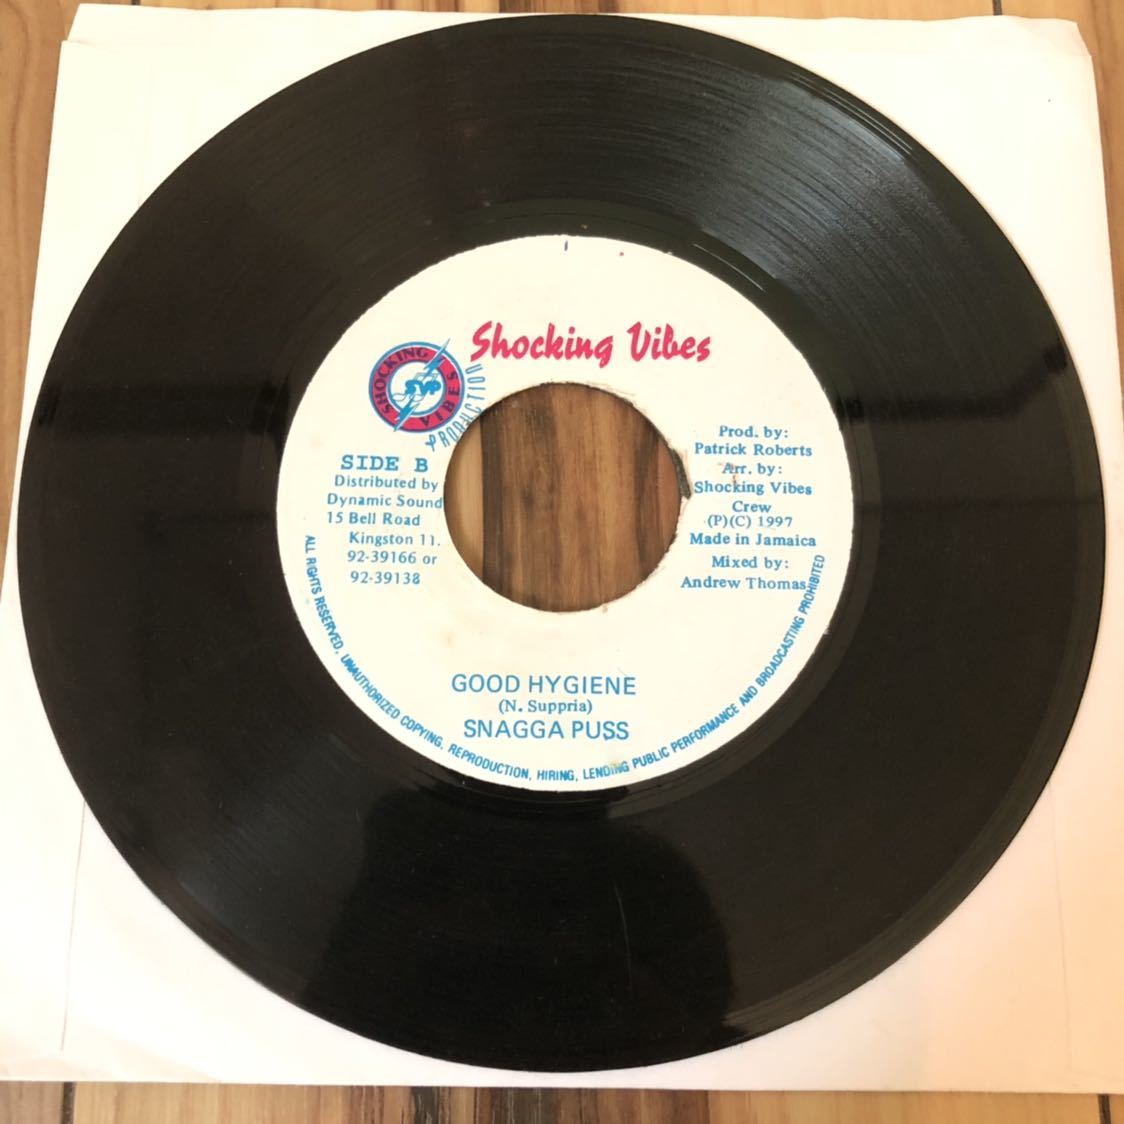 Shocking Vibes
SHOCKING VIBES
SVP
PRODUCTION
SIDE B
Distributed by
Dynamic Sound
15 Bell Road
Kingston 11.
92-39166 or
92-39138
Prod. by:
Patrick Roberts
Arr. by:
Shocking Vibes
Crew
(P)(C) 1997
Made in Jamaica
Mixed by:
Andrew Thomas
GOOD HYGIENE
(N. Suppria)
SNAGGA PUSS
ALL RIGHTS RESERVED, UNAUTHORIZED COPYING, REPRODUCTION, HIRING, LENDING PUBLIC PERFORMANCE AND BROADCASTING PROHIBITED